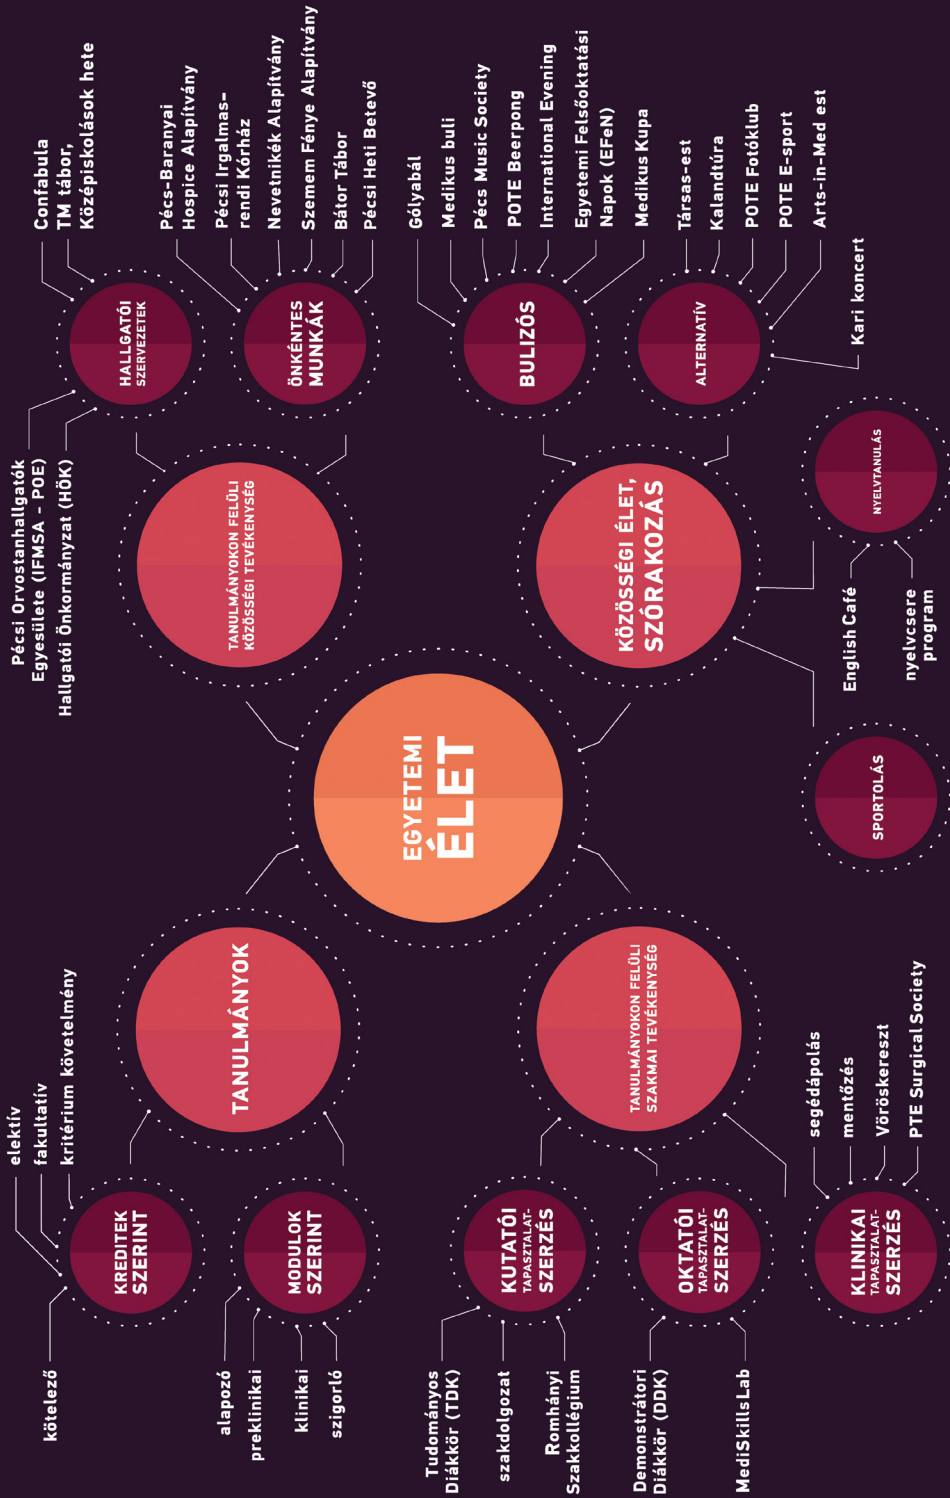 EGYETEMI
ÉLET
TANULMÁNYOK
KREDITEK
SZERINT
kötelező
elektív
fakultatív
kritérium követelmény
MODULOK
SZERINT
alapozó
preklinikai
klinikai
szigorló
TANULMÁNYOKON FELÜLI
SZAKMAI TEVÉKENYSÉG
KUTATÓI
TAPASZTALAT-
SZERZÉS
Tudományos
Diákkör (TDK)
szakdolgozat
Romhányi
Szakkollégium
OKTATÓI
TAPASZTALAT-
SZERZÉS
Demonstrátori
Diákkör (DDK)
MediSkillsLab
KLINIKAI
TAPASZTALAT-
SZERZÉS
segédápolás
mentőzés
Vöröskereszt
PTE Surgical Society
TANULMÁNYOKON FELÜLI
KÖZÖSSÉGI TEVÉKENYSÉG
HALLGATÓI
SZERVEZETEK
Pécsi Orvostanhallgatók
Egyesülete (IFMSA - POE)
Hallgatói Önkormányzat (HÖK)
Confabula
TM tábor,
Középiskolások hete
ÖNKÉNTES
MUNKÁK
Pécs-Baranyai
Hospice Alapítvány
Pécsi Irgalmas-
rendi Kórház
Nevetnikék Alapítvány
Szemem Fénye Alapítvány
Bátor Tábor
Pécsi Heti Betevő
KÖZÖSSÉGI ÉLET,
SZÓRAKOZÁS
BULIZÓS
Gólyabál
Medikus buli
Pécs Music Society
POTE Beerpong
International Evening
Egyetemi Felsőoktatási
Napok (EFeN)
Medikus Kupa
ALTERNATÍV
Társas-est
Kalandtúra
POTE Fotóklub
POTE E-sport
Arts-in-Med est
Kari koncert
NYELVTANULÁS
English Café
nyelvcsere
program
SPORTOLÁS